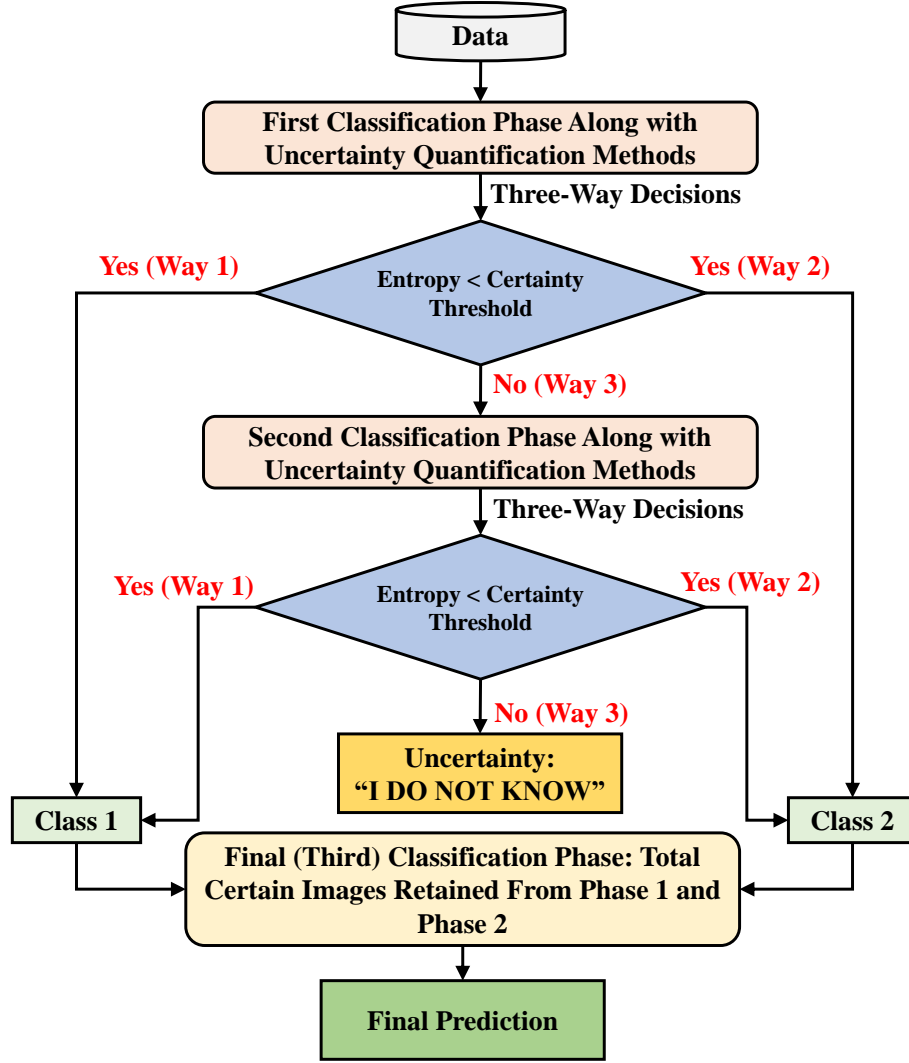 Data
First Classification Phase Along with
Uncertainty Quantification Methods
Three-Way Decisions
Yes (Way 1)
Yes (Way 2)
Entropy < Certainty
Threshold
No (Way 3)
Second Classification Phase Along with
Uncertainty Quantification Methods
Three-Way Decisions
Yes (Way 1)
Yes (Way 2)
Entropy < Certainty
Threshold
No (Way 3)
Uncertainty:
“I DO NOT KNOW”
Class 1
Class 2
Final (Third) Classification Phase: Total
Certain Images Retained From Phase 1 and
Phase 2
Final Prediction